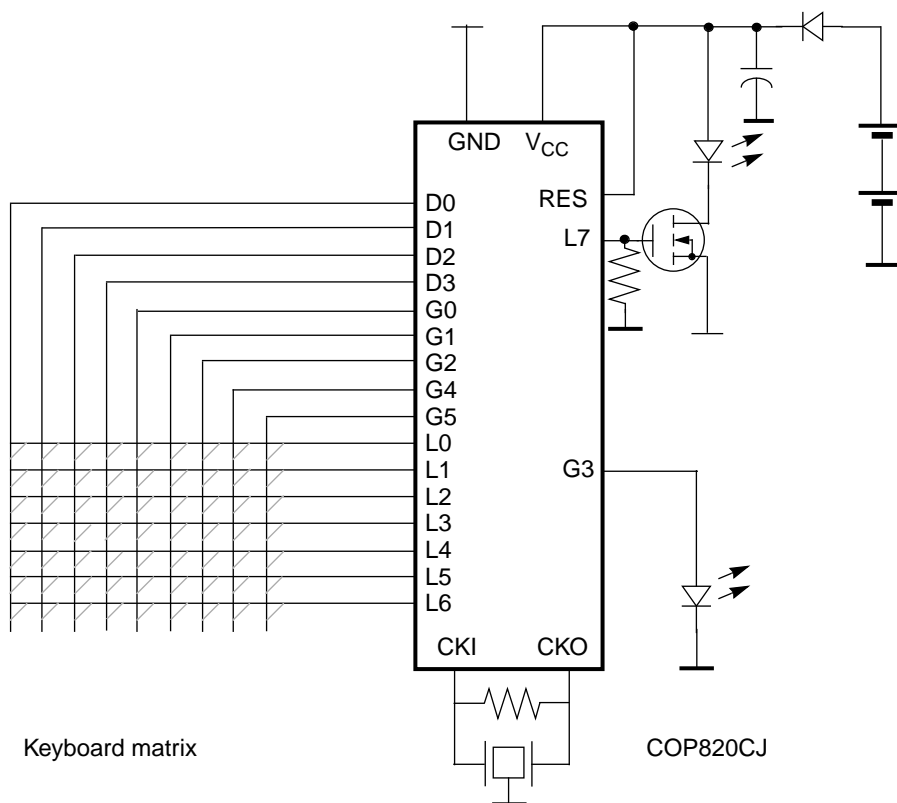 GND
VCC
D0
RES
D1
L7
D2
D3
G0
G1
G2
G4
G5
L0
L1
G3
L2
L3
L4
L5
L6
CKI
CKO
Keyboard matrix
COP820CJ